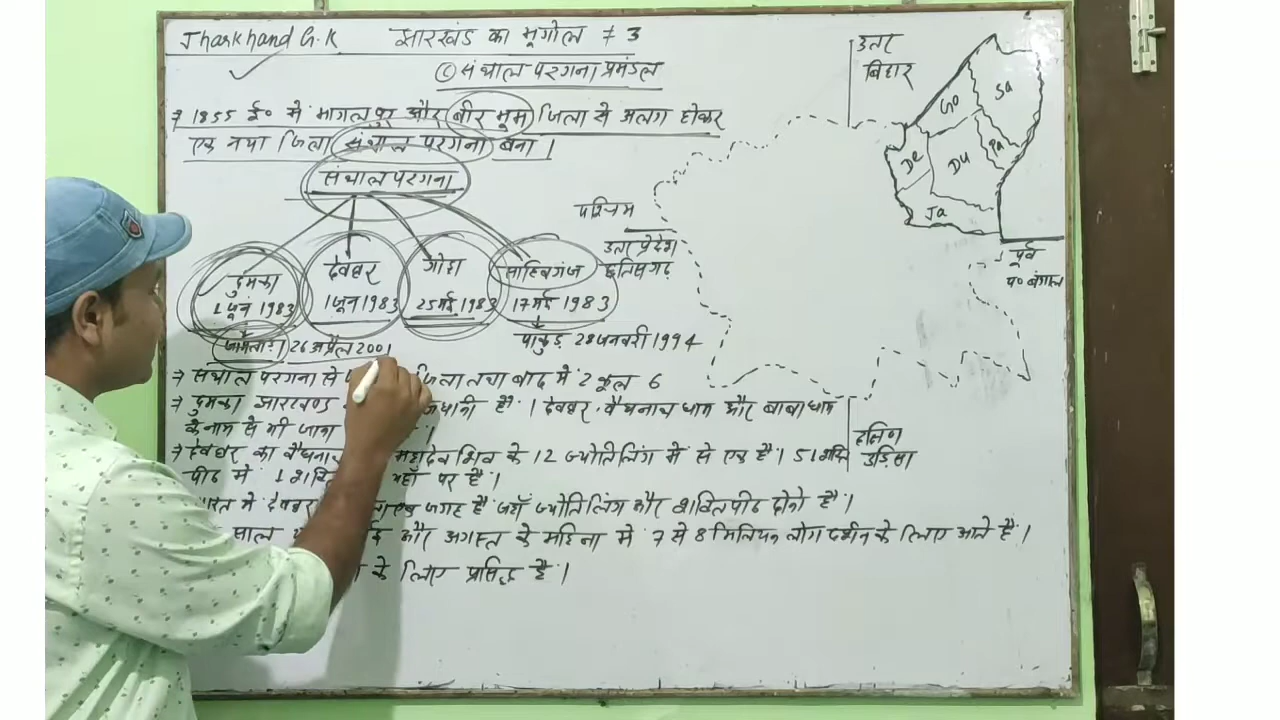 Jharkhand G.K झारखंड का भूगोल # 3
(C) संथाल परगना प्रमंडल
→ 1855 ई० में भागलपुर और बीरभूम जिला से अलग होकर
एक नया जिला संथाल परगना बना।
संथाल परगना
दुमका
1 जून 1983
देवघर
1 जून 1983
गोड्डा
25 मई 1983
साहिबगंज
17 मई 1983
जामताड़ा 26 अप्रैल 2001
पाकुड़ 28 जनवरी 1994
→ संथाल परगना से जिला तथा बाद में 2 कुल 6
→ दुमका झारखण्ड है। देवघर, वैद्यनाथ धाम और बाबाधाम
के नाम से भी जाना
→ देवघर का महादेव शिव के 12 ज्योतिर्लिंग में से एक है। 51 शक्ति
पीठ में 1 यहाँ पर है।
में देवघर जगह है जहाँ ज्योतिर्लिंग और शक्तिपीठ दोनो है।
साल और अगस्त के महिना में 7 से 8 मिलियन लोग दर्शन के लिए आते है।
के लिए प्रसिद्ध है।
उत्तर
बिहार
Go
Sa
De
Du
Pa
Ja
पश्चिम
उत्तर प्रदेश
छत्तिसगढ़
पूर्व
प० बंगाल
दक्षिण
उड़िसा